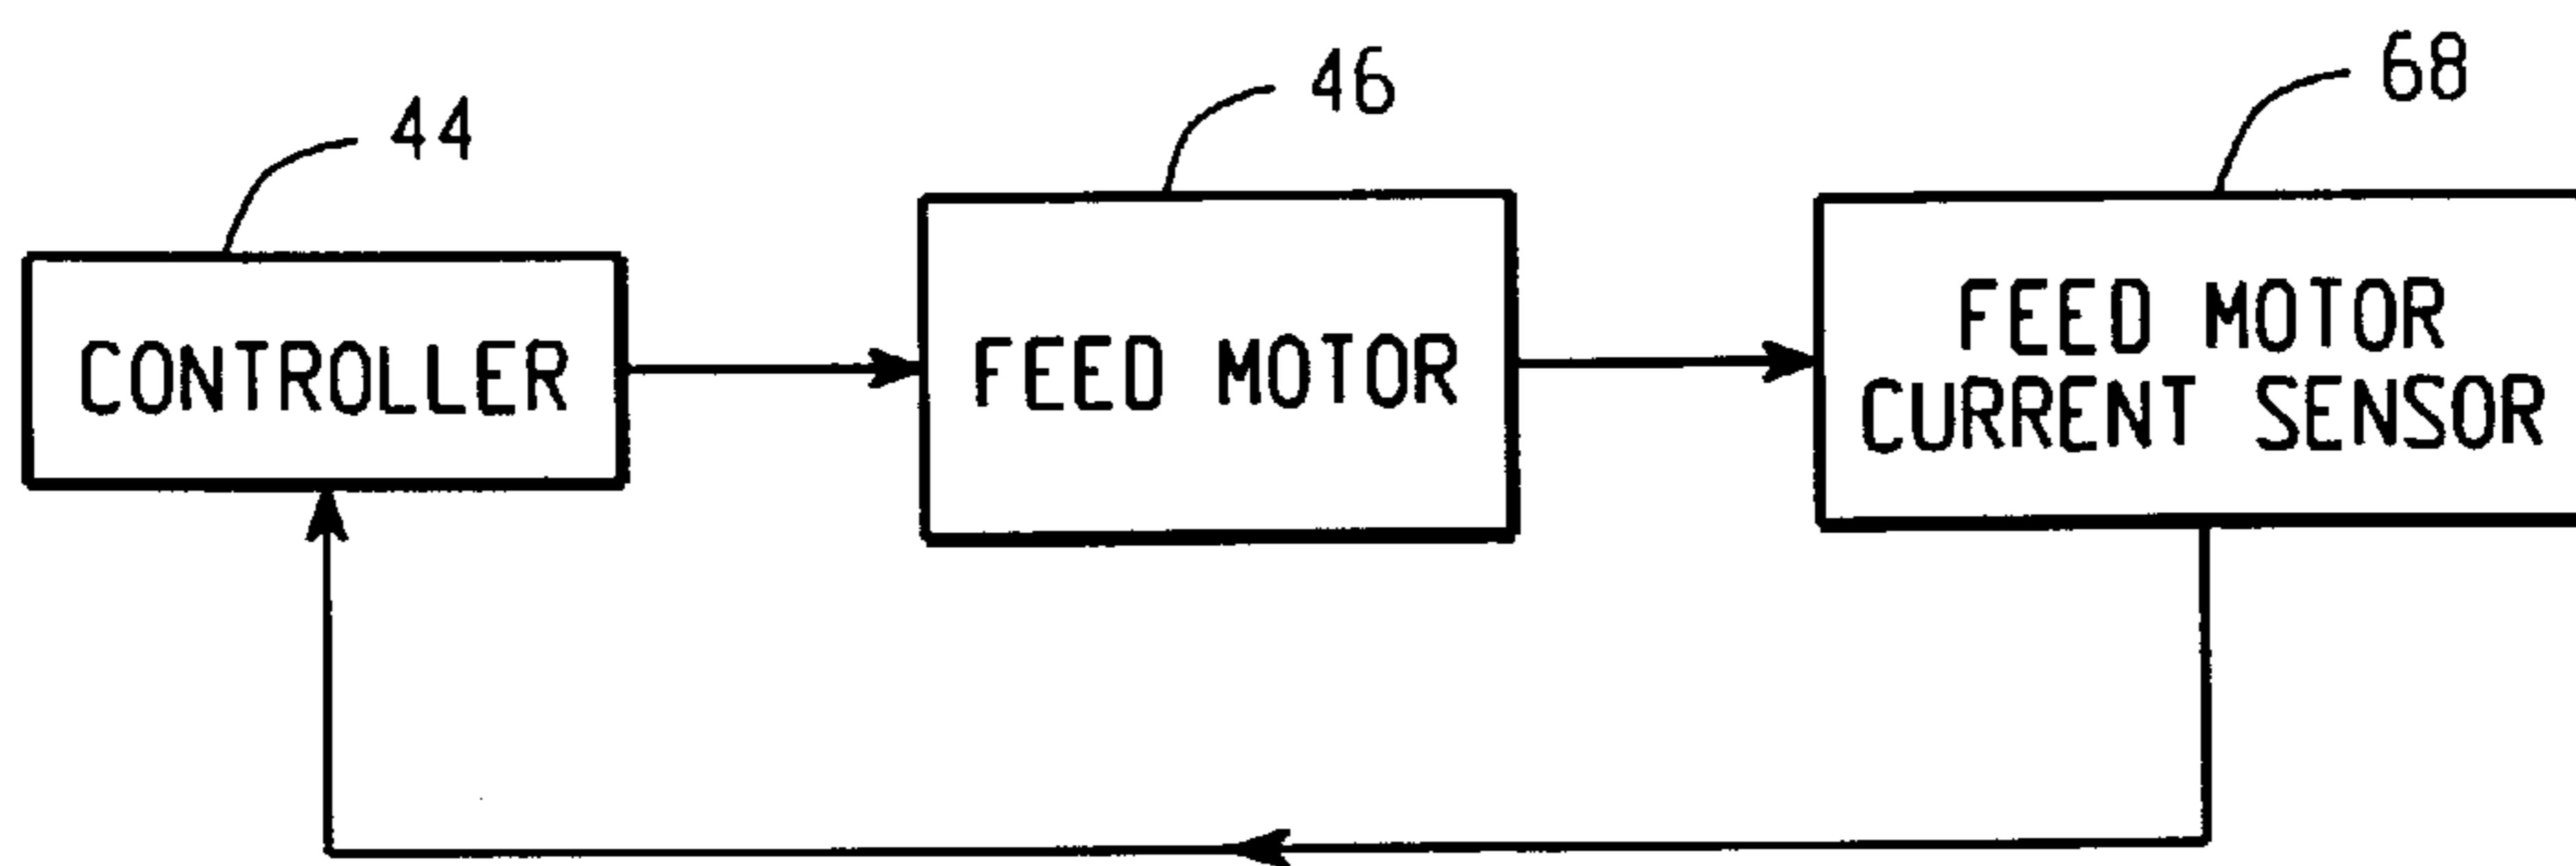 44
46
68
CONTROLLER
FEED MOTOR
FEED MOTOR
CURRENT SENSOR